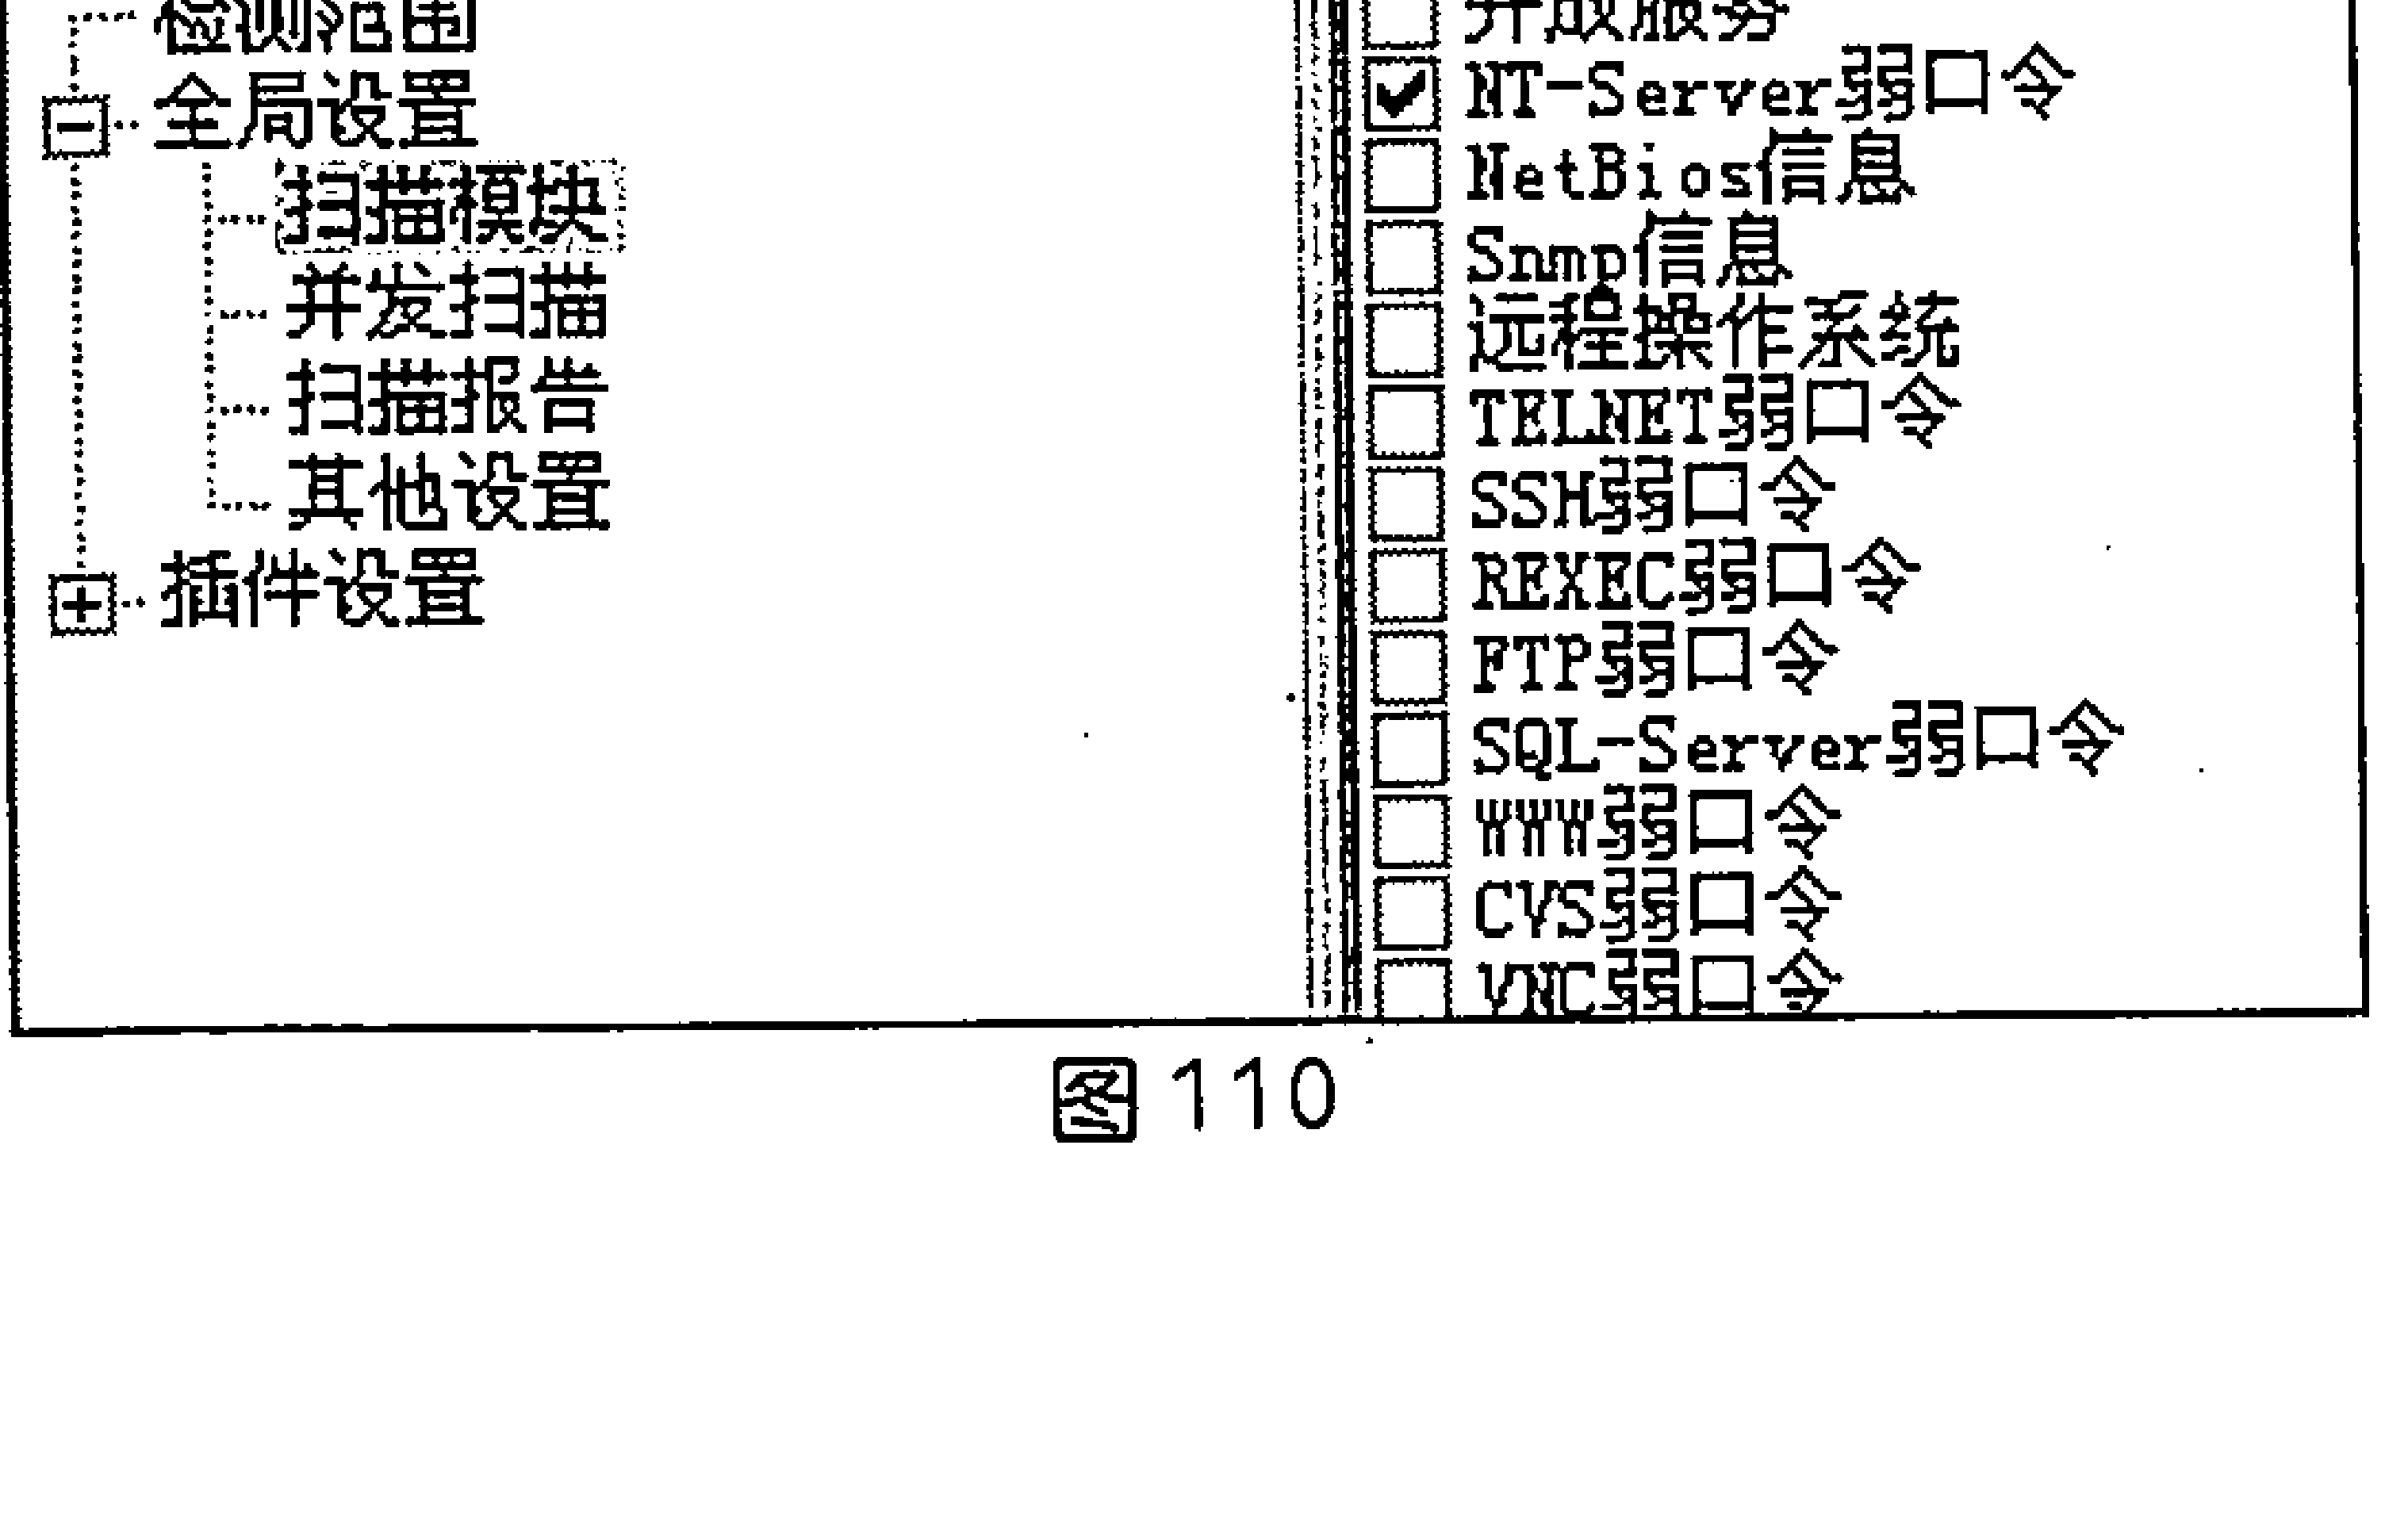 检测范围
全局设置
扫描模块
并发扫描
扫描报告
其他设置
插件设置
开放服务
NT-Server弱口令
NetBios信息
Snmp信息
远程操作系统
TELNET弱口令
SSH弱口令
REXEC弱口令
FTP弱口令
SQL-Server弱口令
WWW弱口令
CVS弱口令
VNC弱口令
图 110